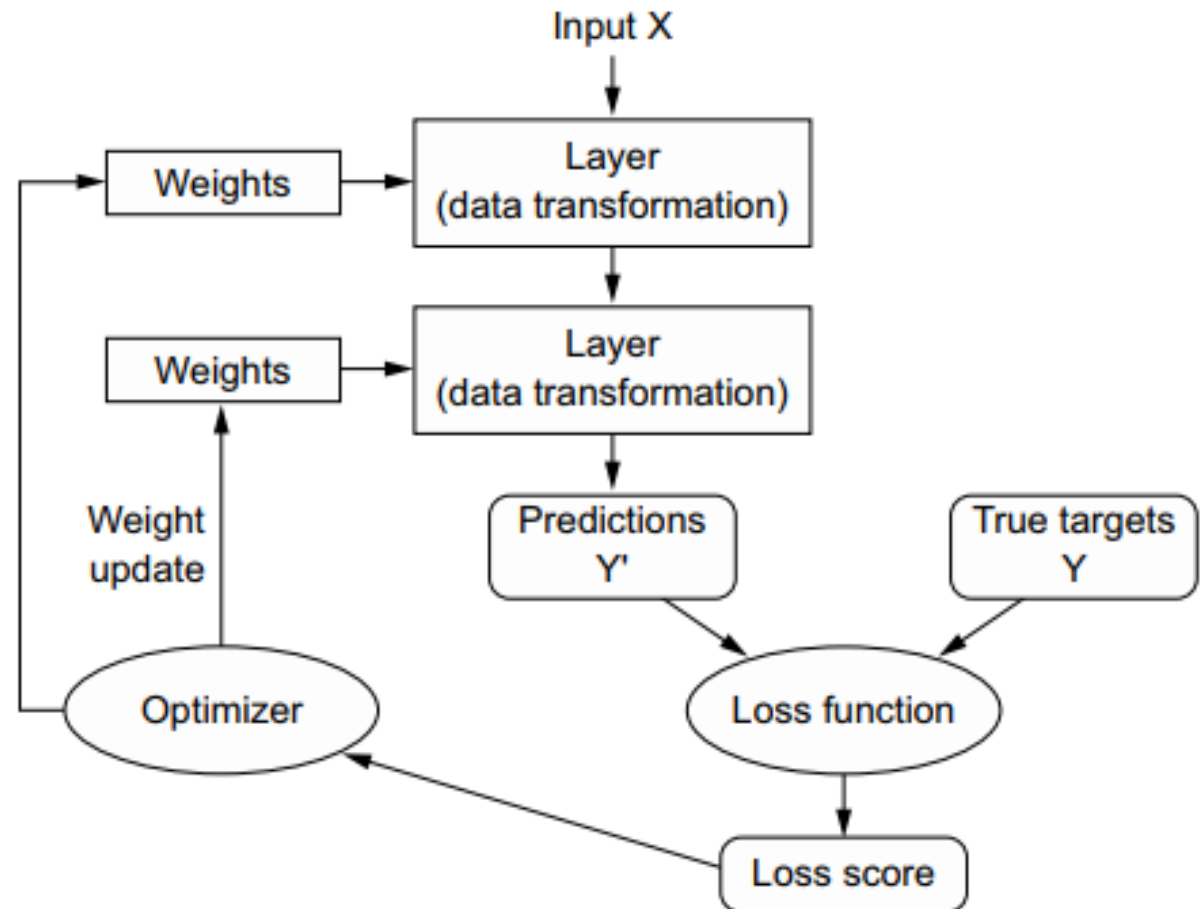 Input X
Weights
Layer
(data transformation)
Weights
Layer
(data transformation)
Weight
update
Predictions
Y'
True targets
Y
Optimizer
Loss function
Loss score